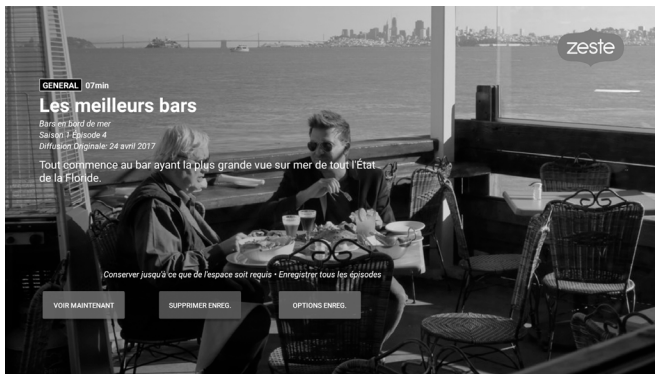 zeste
GENERAL 07min
Les meilleurs bars
Bars en bord de mer
Saison 1 Épisode 4
Diffusion Originale: 24 avril 2017
Tout commence au bar ayant la plus grande vue sur mer de tout l'État
de la Floride.
Conserver jusqu'à ce que de l'espace soit requis • Enregistrer tous les épisodes
VOIR MAINTENANT SUPPRIMER ENREG. OPTIONS ENREG.